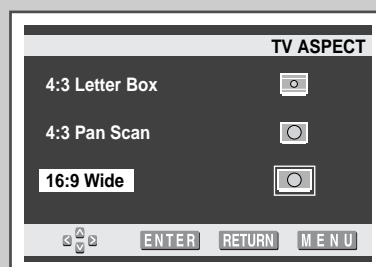 TV ASPECT
4:3 Letter Box
4:3 Pan Scan
16:9 Wide
ENTER RETURN MENU